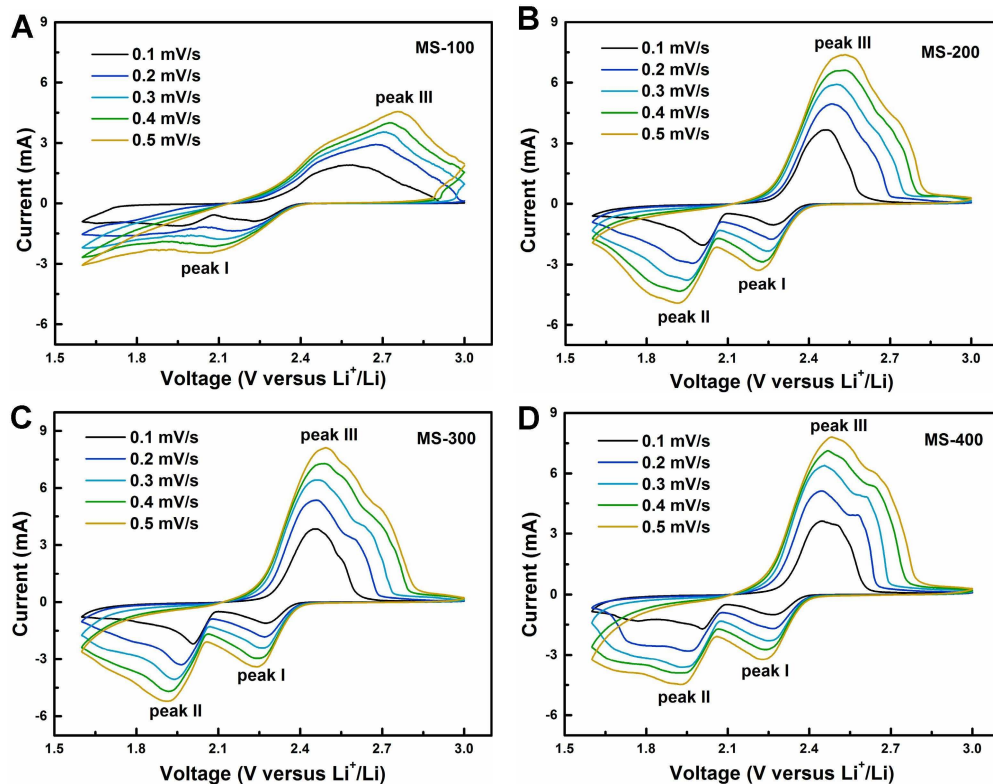 A
MS-100
0.1 mV/s
0.2 mV/s
0.3 mV/s
0.4 mV/s
0.5 mV/s
peak III
peak I
Current (mA)
9
6
3
0
-3
-6
1.5
1.8
2.1
2.4
2.7
3.0
Voltage (V versus Li⁺/Li)
B
MS-200
0.1 mV/s
0.2 mV/s
0.3 mV/s
0.4 mV/s
0.5 mV/s
peak III
peak I
peak II
Current (mA)
9
6
3
0
-3
-6
1.5
1.8
2.1
2.4
2.7
3.0
Voltage (V versus Li⁺/Li)
C
MS-300
0.1 mV/s
0.2 mV/s
0.3 mV/s
0.4 mV/s
0.5 mV/s
peak III
peak I
peak II
Current (mA)
9
6
3
0
-3
-6
1.5
1.8
2.1
2.4
2.7
3.0
Voltage (V versus Li⁺/Li)
D
MS-400
0.1 mV/s
0.2 mV/s
0.3 mV/s
0.4 mV/s
0.5 mV/s
peak III
peak I
peak II
Current (mA)
9
6
3
0
-3
-6
1.5
1.8
2.1
2.4
2.7
3.0
Voltage (V versus Li⁺/Li)